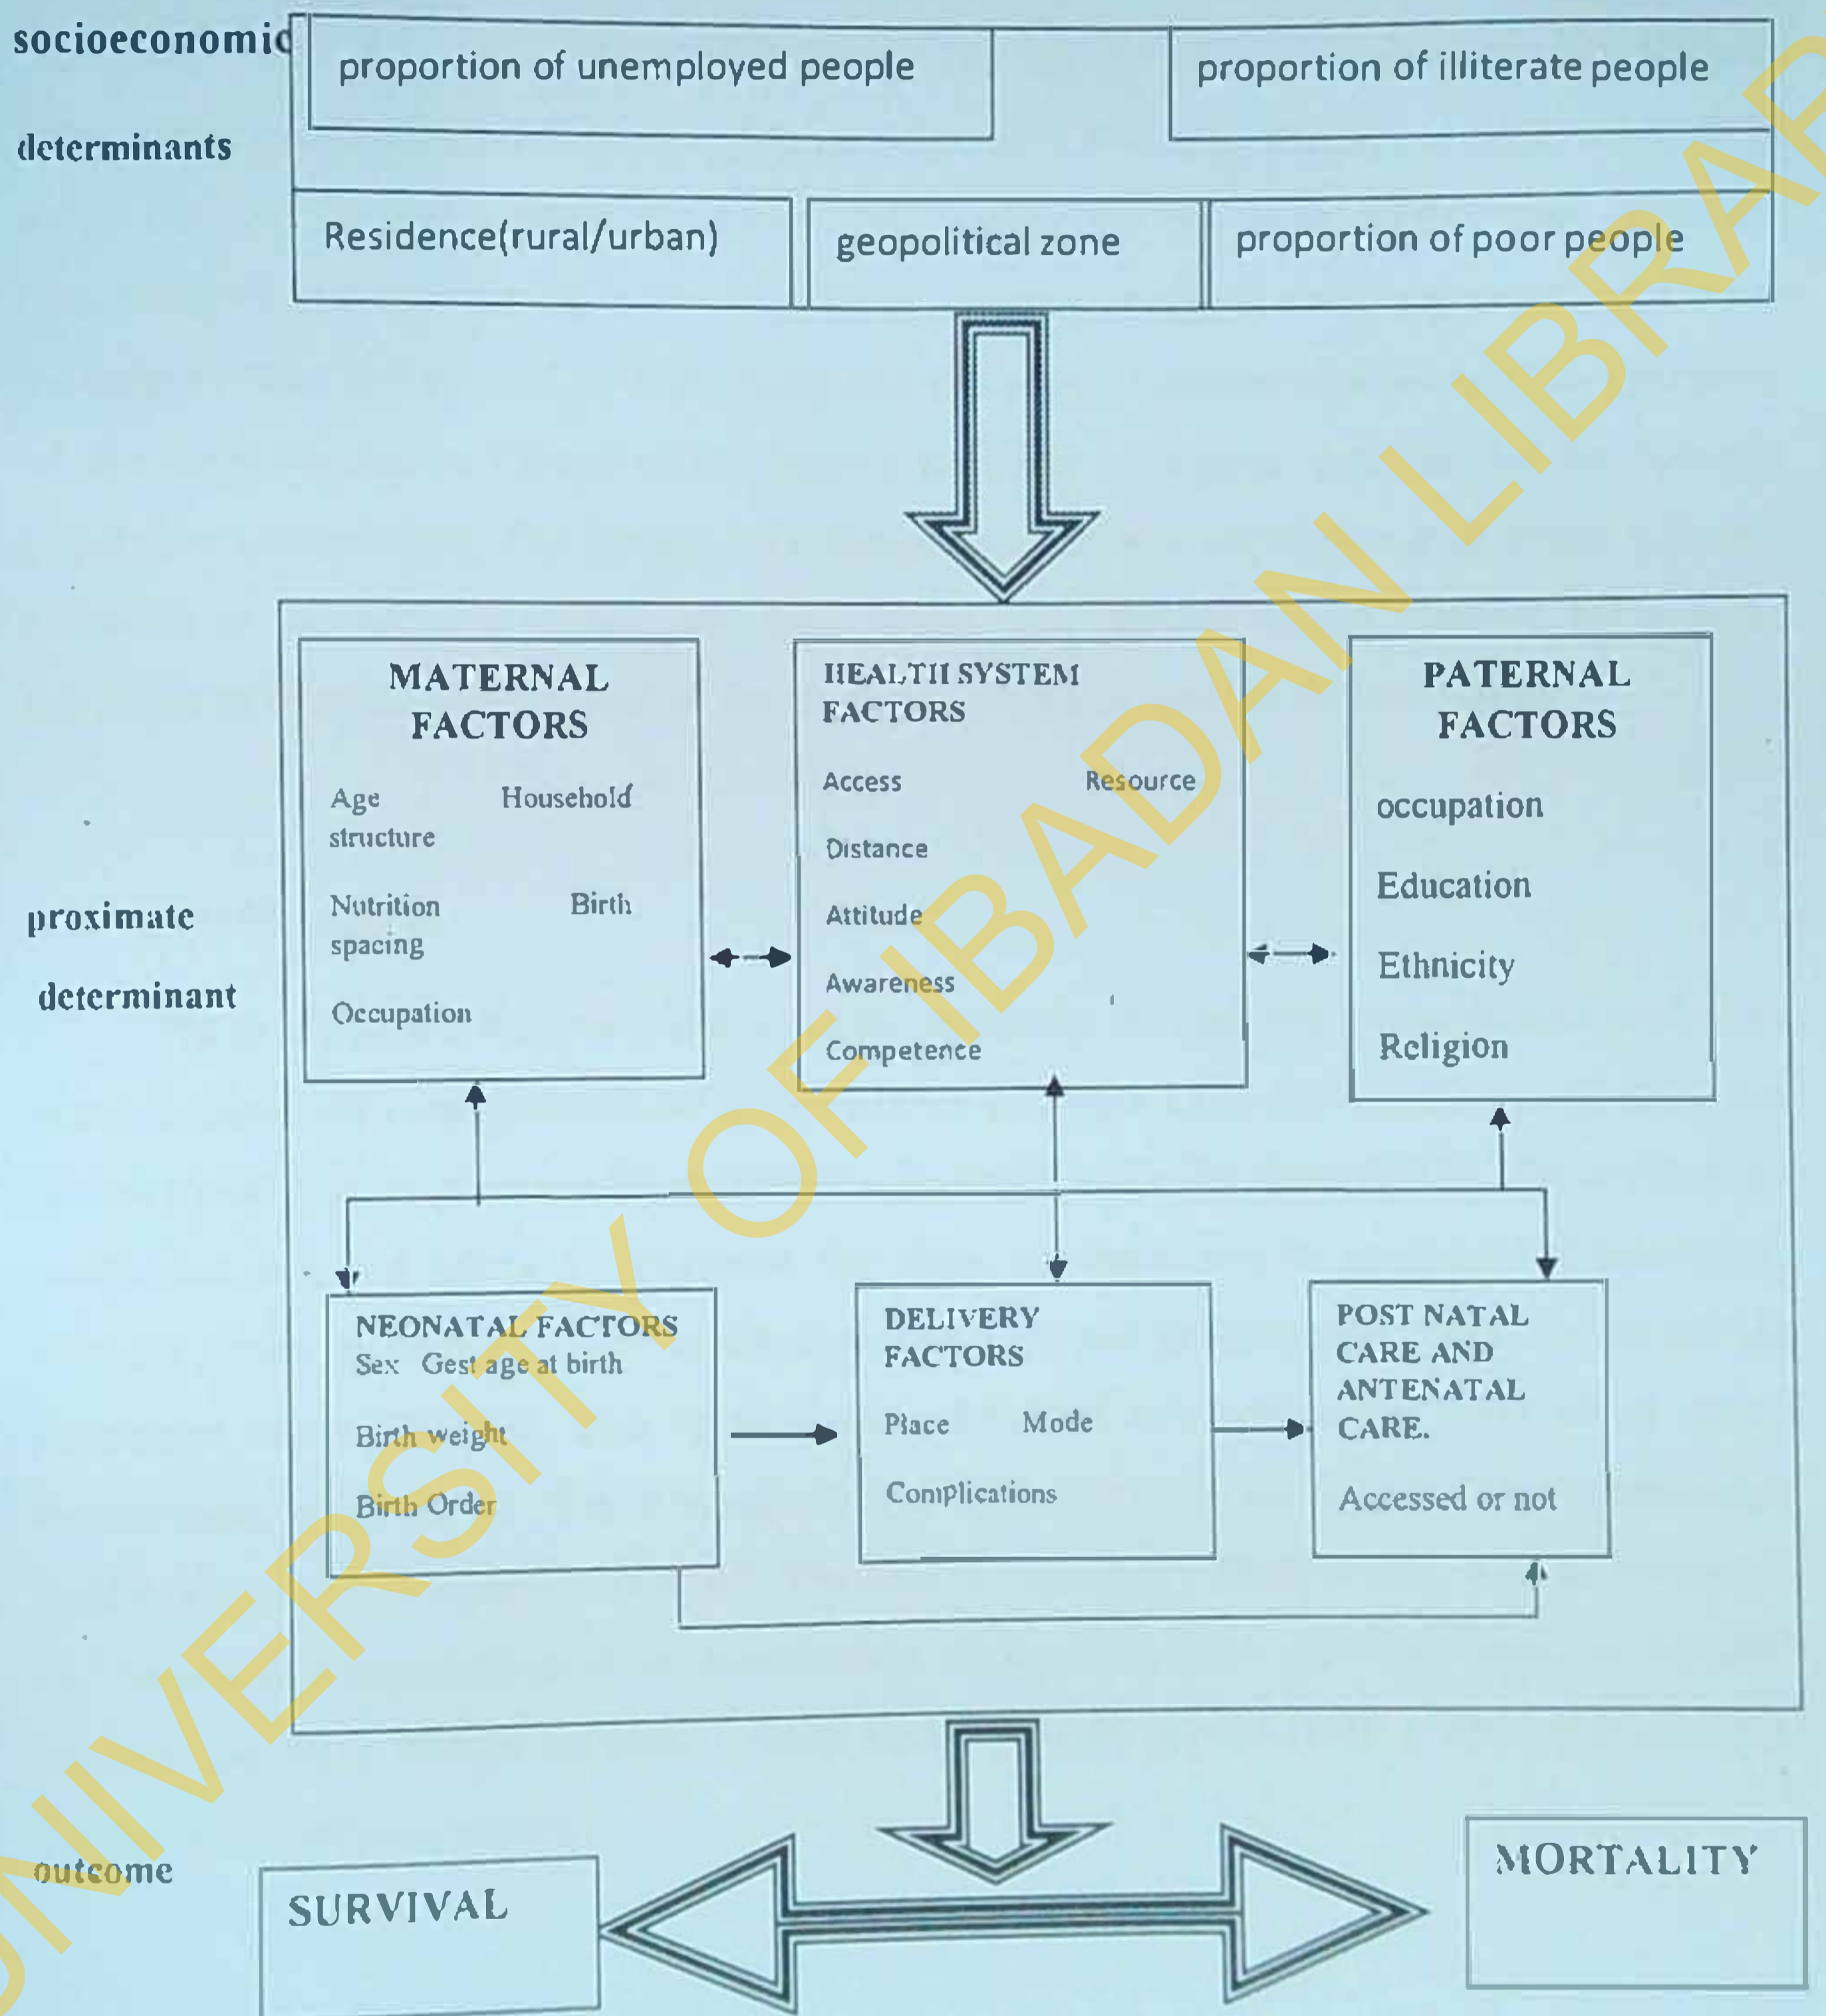 socioeconomic
determinants
proportion of unemployed people
proportion of illiterate people
Residence(rural/urban)
geopolitical zone
proportion of poor people
proximate
determinant
MATERNAL
FACTORS
Age Household
structure
Nutrition Birth
spacing
Occupation
HEALTH SYSTEM
FACTORS
Access Resource
Distance
Attitude
Awareness
Competence
PATERNAL
FACTORS
occupation
Education
Ethnicity
Religion
NEONATAL FACTORS
Sex Gest age at birth
Birth weight
Birth Order
DELIVERY
FACTORS
Place Mode
Complications
POST NATAL
CARE AND
ANTENATAL
CARE.
Accessed or not
outcome
SURVIVAL
MORTALITY
UNIVERSITY OF IBADAN LIBRAR